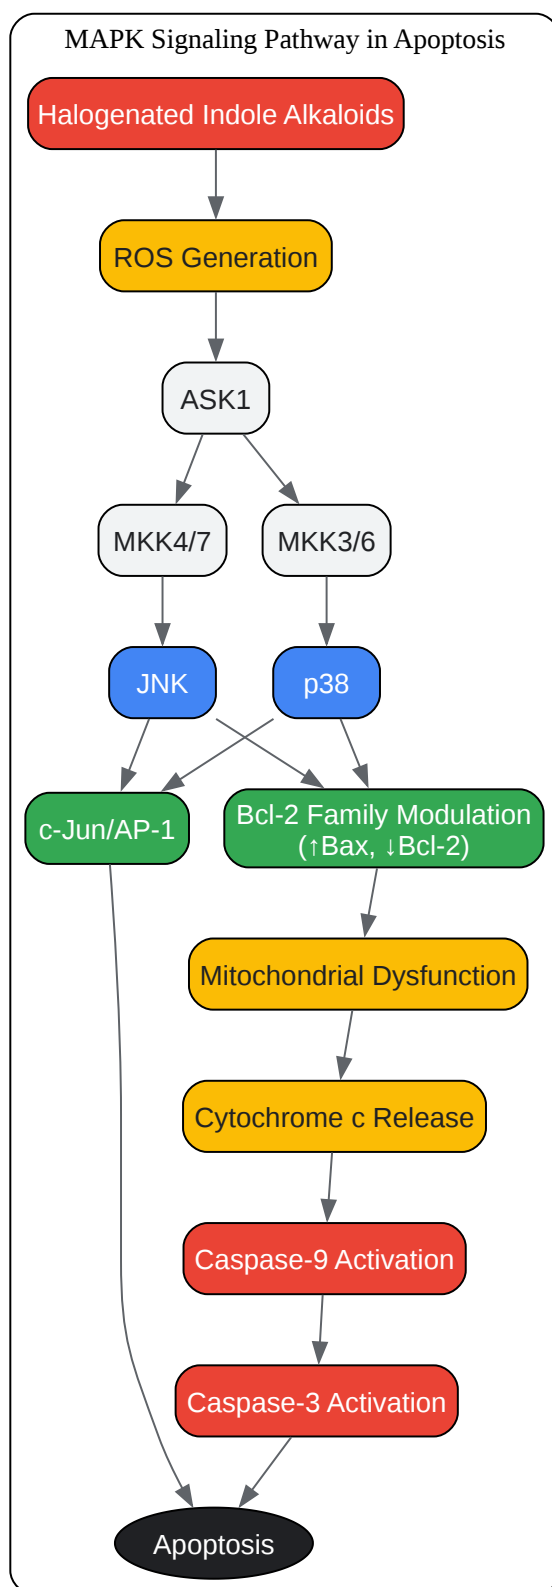 MAPK Signaling Pathway in Apoptosis
Halogenated Indole Alkaloids
ROS Generation
ASK1
MKK4/7
MKK3/6
JNK
p38
c-Jun/AP-1
Bcl-2 Family Modulation
(↑Bax, ↓Bcl-2)
Mitochondrial Dysfunction
Cytochrome c Release
Caspase-9 Activation
Caspase-3 Activation
Apoptosis